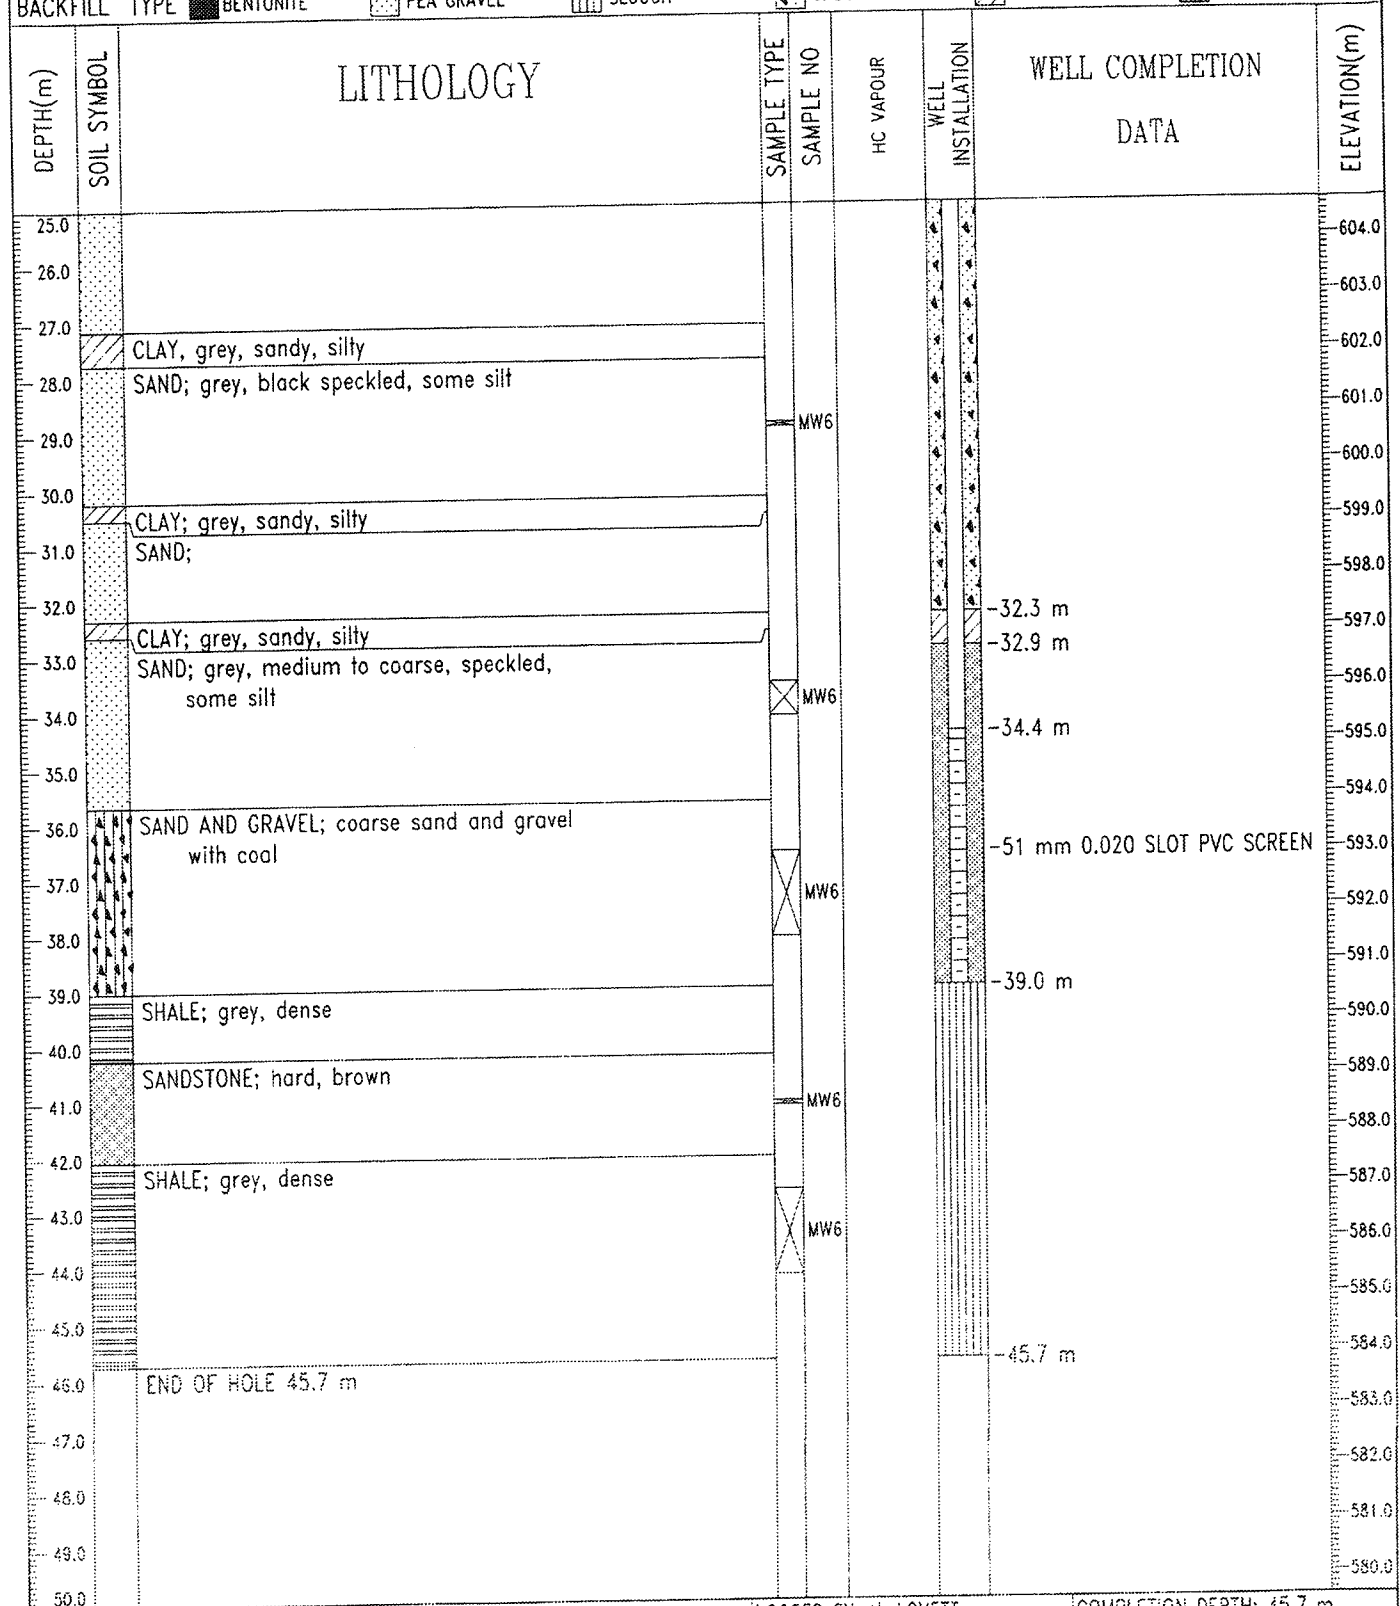 BACKFILL TYPE BENTONITE PEA GRAVEL SLOUGH
DEPTH(m) SOIL SYMBOL LITHOLOGY SAMPLE TYPE SAMPLE NO HC VAPOUR WELL INSTALLATION WELL COMPLETION DATA ELEVATION(m)
25.0 604.0
26.0 603.0
27.0 602.0
CLAY, grey, sandy, silty
28.0 SAND; grey, black speckled, some silt 601.0
MW6
29.0 600.0
30.0 599.0
CLAY; grey, sandy, silty
31.0 SAND; 598.0
32.0 -32.3 m 597.0
CLAY; grey, sandy, silty -32.9 m
33.0 SAND; grey, medium to coarse, speckled, 596.0
some silt MW6
34.0 -34.4 m 595.0
35.0 594.0
36.0 SAND AND GRAVEL; coarse sand and gravel 593.0
with coal -51 mm 0.020 SLOT PVC SCREEN
37.0 MW6 592.0
38.0 591.0
39.0 -39.0 m 590.0
SHALE; grey, dense
40.0 589.0
SANDSTONE; hard, brown
41.0 MW6 588.0
42.0 587.0
SHALE; grey, dense
43.0 MW6 586.0
44.0 585.0
45.0 584.0
-45.7 m
46.0 END OF HOLE 45.7 m 583.0
47.0 582.0
48.0 581.0
49.0 580.0
50.0
COMPLETION DEPTH: 45.7 m